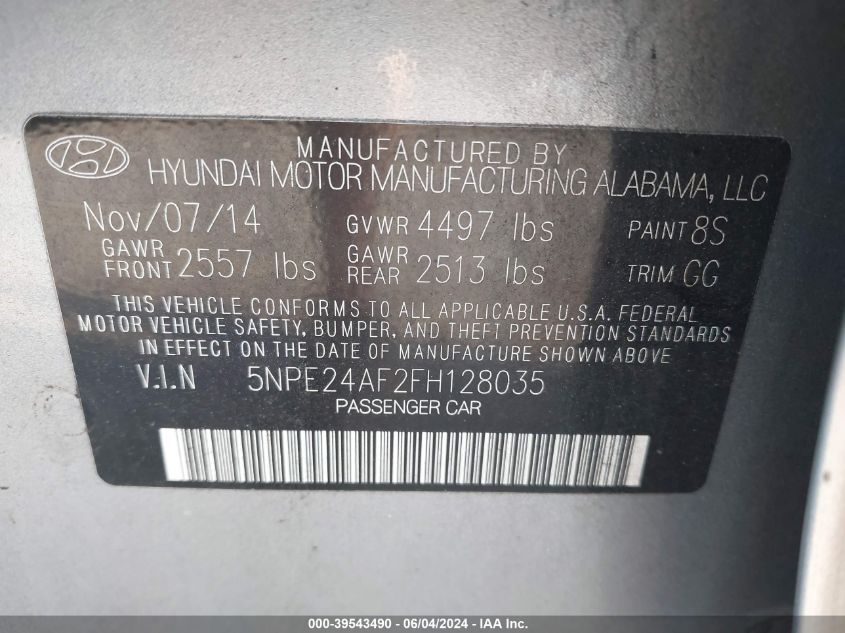 MANUFACTURED BY
HYUNDAI MOTOR MANUFACTURING ALABAMA, LLC
Nov/07/14 GVWR 4497 lbs PAINT 8S
GAWR FRONT 2557 lbs GAWR REAR 2513 lbs TRIM GG
THIS VEHICLE CONFORMS TO ALL APPLICABLE U.S.A. FEDERAL
MOTOR VEHICLE SAFETY, BUMPER, AND THEFT PREVENTION STANDARDS
IN EFFECT ON THE DATE OF MANUFACTURE SHOWN ABOVE
V.I.N 5NPE24AF2FH128035
PASSENGER CAR
000-39543490 - 06/04/2024 - IAA Inc.